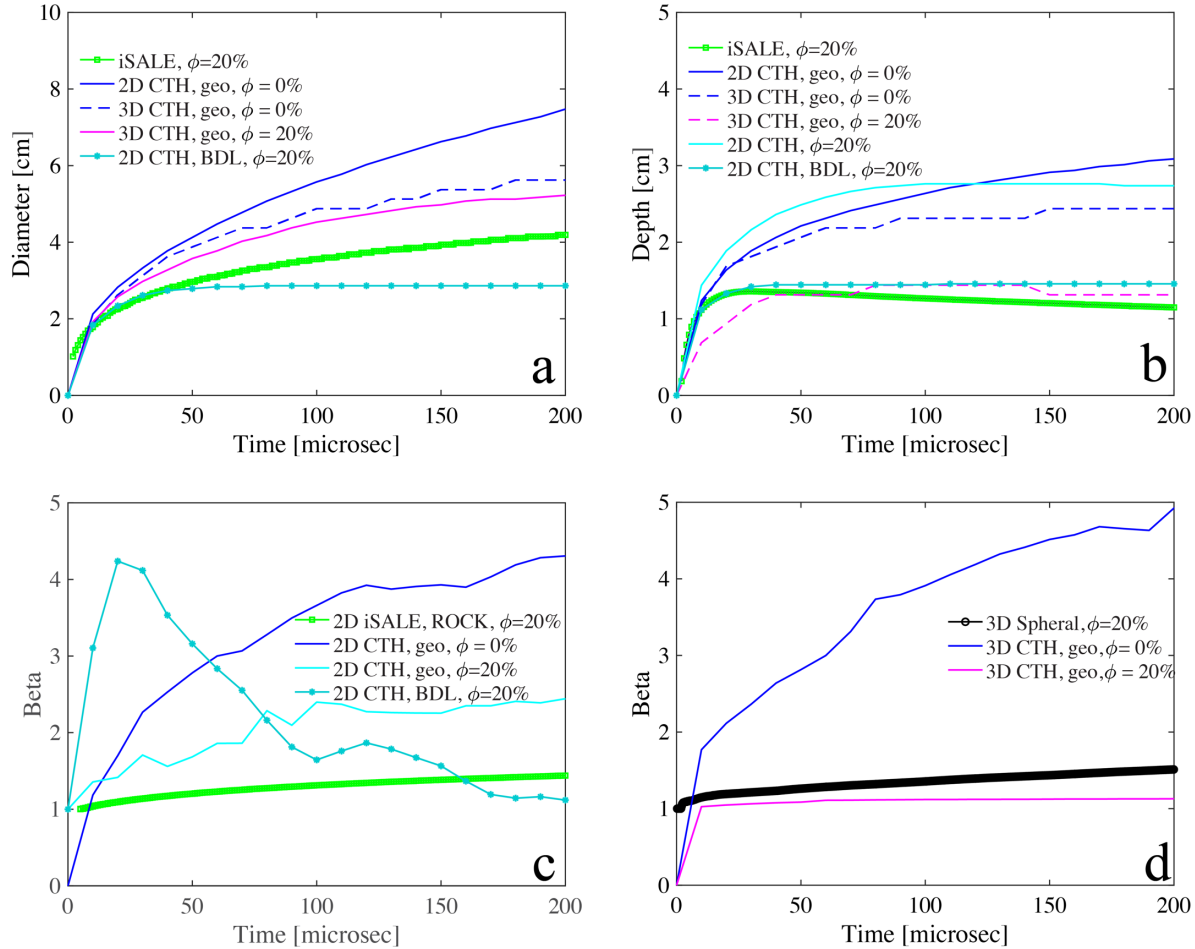 10
8
6
4
2
0
Diameter [cm]
iSALE, ϕ=20%
2D CTH, geo, ϕ = 0%
3D CTH, geo, ϕ = 0%
3D CTH, geo, ϕ = 20%
2D CTH, BDL, ϕ=20%
a
0 50 100 150 200
Time [microsec]
5
4
3
2
1
0
Depth [cm]
iSALE, ϕ=20%
2D CTH, geo, ϕ = 0%
3D CTH, geo, ϕ = 0%
3D CTH, geo, ϕ = 20%
2D CTH, ϕ=20%
2D CTH, BDL, ϕ=20%
b
0 50 100 150 200
Time [microsec]
5
4
3
2
1
0
Beta
2D iSALE, ROCK, ϕ=20%
2D CTH, geo, ϕ = 0%
2D CTH, geo, ϕ=20%
2D CTH, BDL, ϕ=20%
c
0 50 100 150 200
Time [microsec]
5
4
3
2
1
0
Beta
3D Spheral,ϕ=20%
3D CTH, geo,ϕ= 0%
3D CTH, geo,ϕ = 20%
d
0 50 100 150 200
Time [microsec]